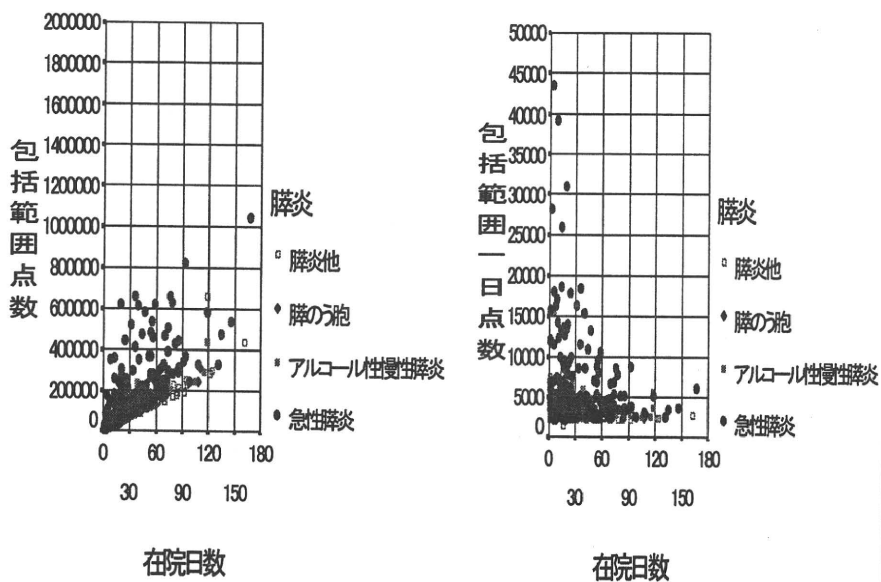 2000000
1800000
1600000
1400000
1200000
1000000
800000
600000
400000
200000
0
包括範囲点数
0
60
120
180
30
90
150
在院日数
膵炎
膵炎他
膵のう胞
アルコール性慢性膵炎
急性膵炎
50000
45000
40000
35000
30000
25000
20000
15000
10000
5000
0
包括範囲一日点数
0
60
120
180
30
90
150
在院日数
膵炎
膵炎他
膵のう胞
アルコール性慢性膵炎
急性膵炎